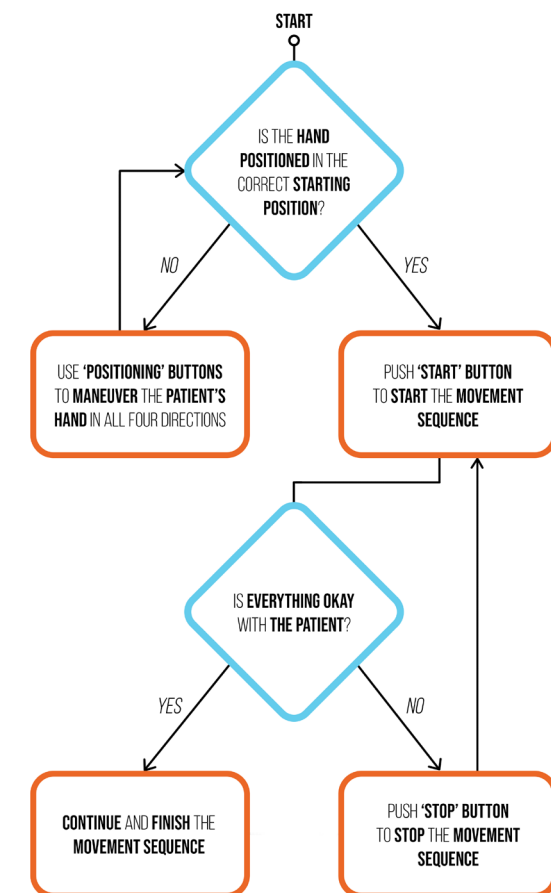 START
IS THE HAND
POSITIONED IN THE
CORRECT STARTING
POSITION?
NO
YES
USE ‘POSITIONING’ BUTTONS
TO MANEUVER THE PATIENT’S
HAND IN ALL FOUR DIRECTIONS
PUSH ‘START’ BUTTON
TO START THE MOVEMENT
SEQUENCE
IS EVERYTHING OKAY
WITH THE PATIENT?
YES
NO
CONTINUE AND FINISH THE
MOVEMENT SEQUENCE
PUSH ‘STOP’ BUTTON
TO STOP THE MOVEMENT
SEQUENCE